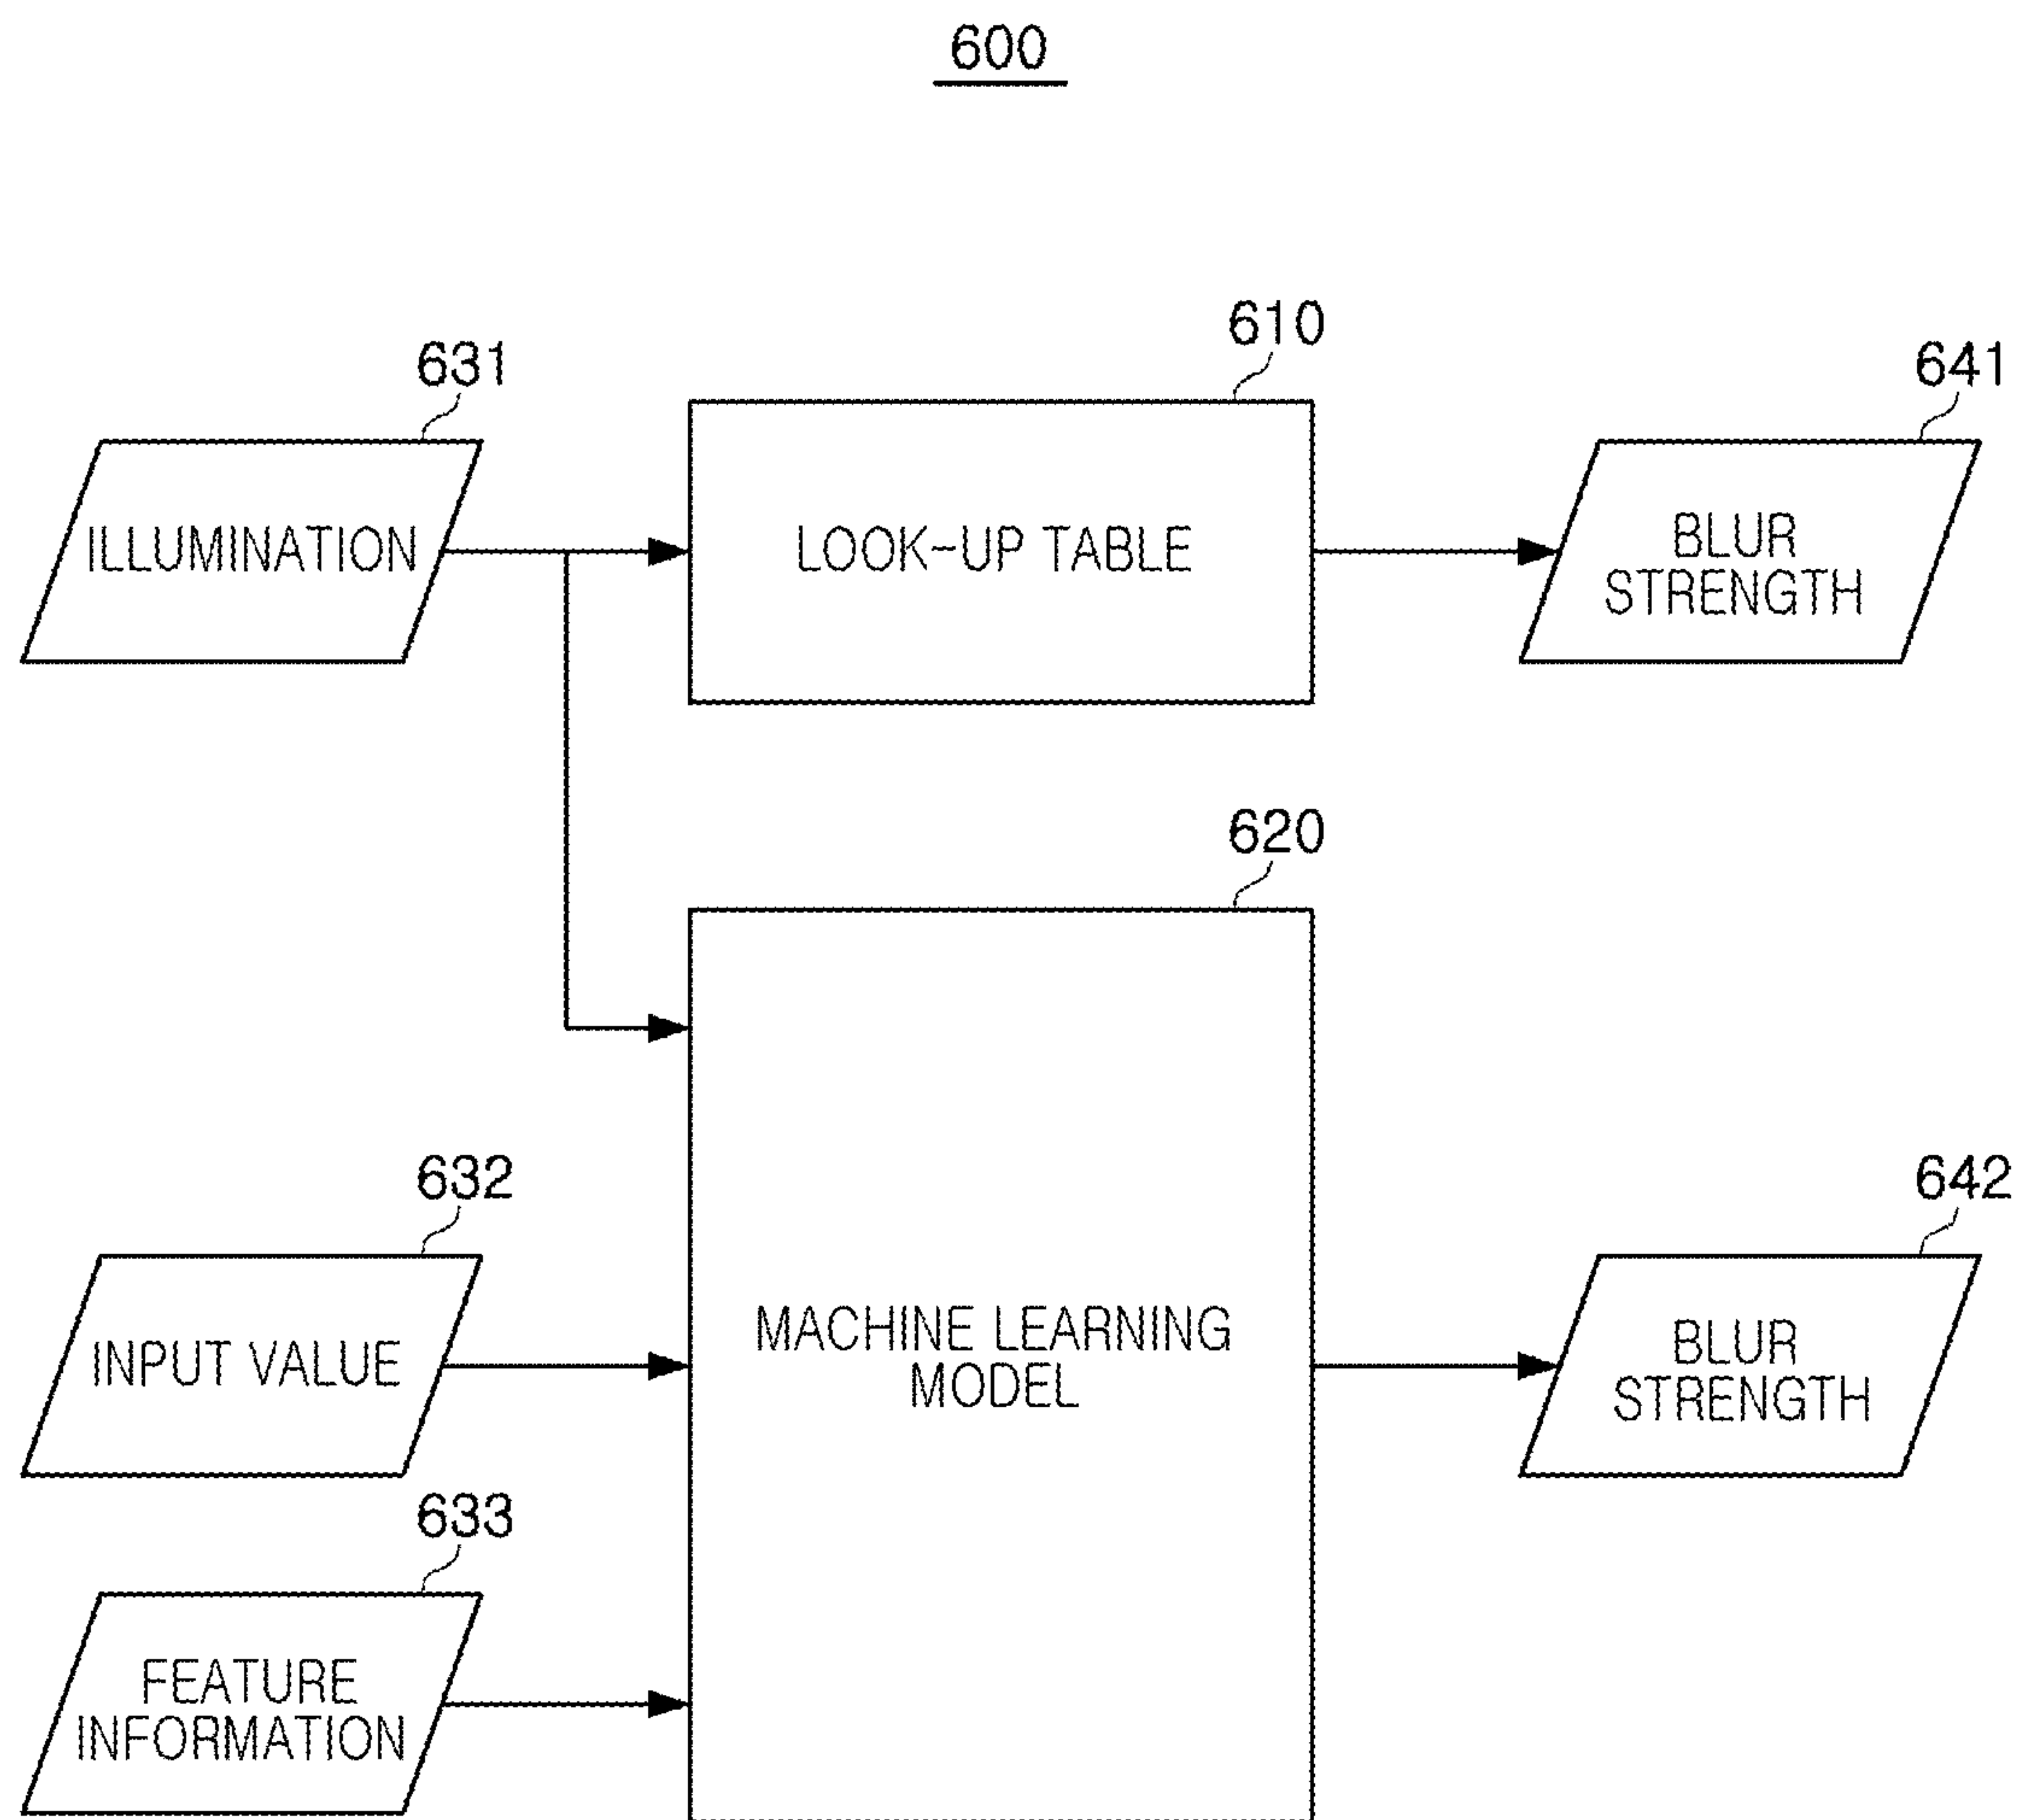 600
610
631
641
ILLUMINATION
LOOK-UP TABLE
BLUR
STRENGTH
620
632
642
INPUT VALUE
MACHINE LEARNING
MODEL
BLUR
STRENGTH
633
FEATURE
INFORMATION